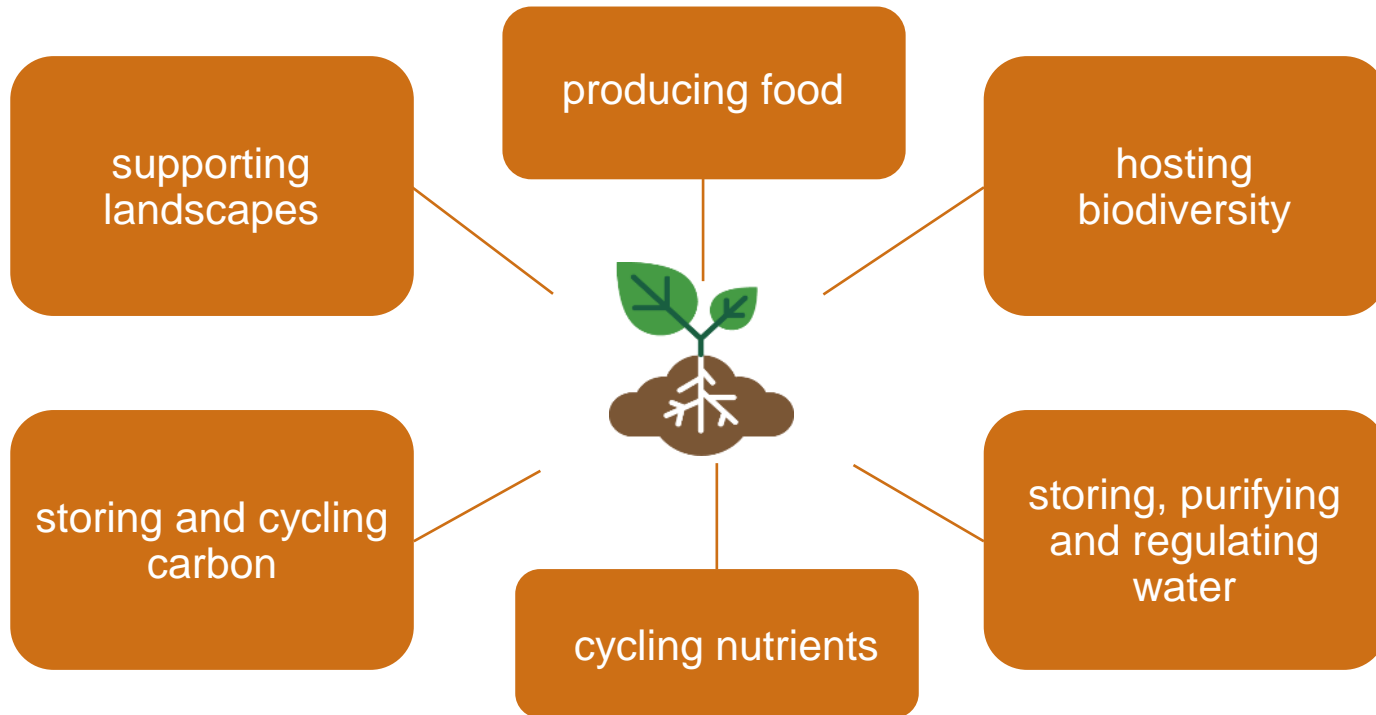 producing food
supporting
landscapes
hosting
biodiversity
storing and cycling
carbon
storing, purifying
and regulating
water
cycling nutrients